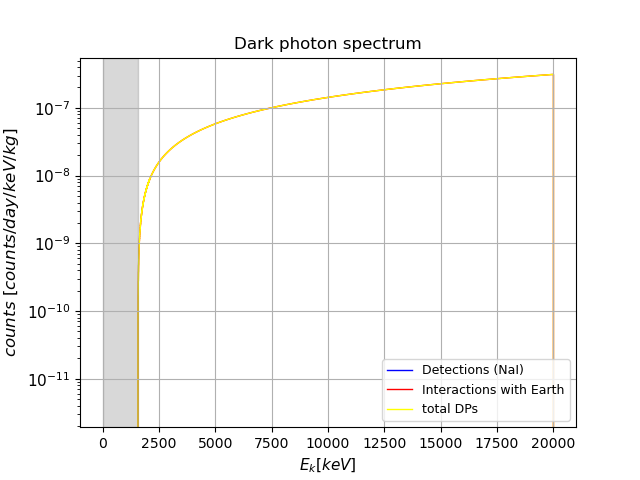 Dark photon spectrum
counts [counts/day/keV/kg]
10⁻⁷
10⁻⁸
10⁻⁹
10⁻¹⁰
10⁻¹¹
Detections (NaI)
Interactions with Earth
total DPs
0 2500 5000 7500 10000 12500 15000 17500 20000
Eₖ[keV]